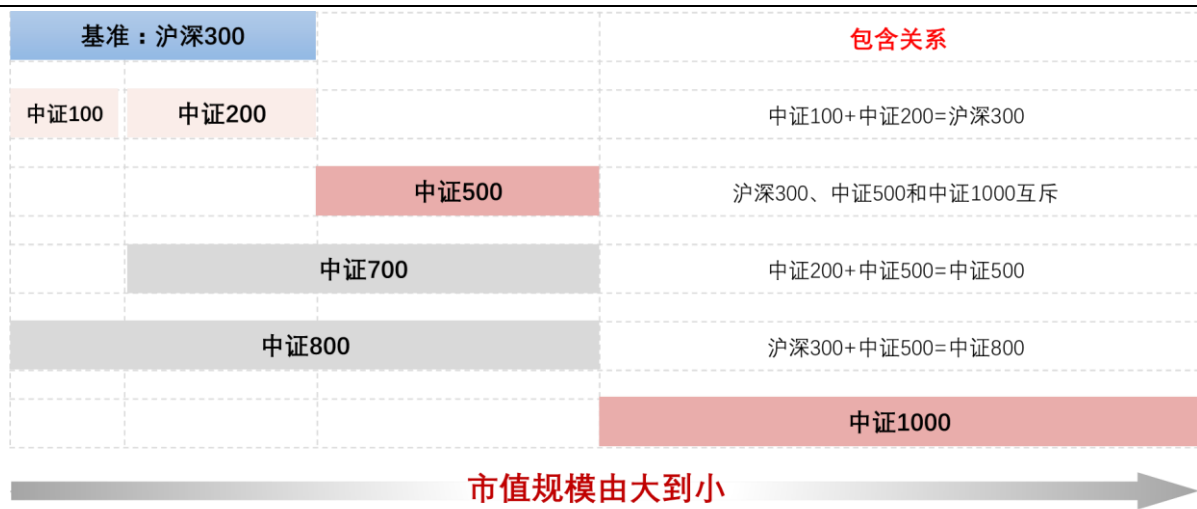 基准：沪深300
包含关系
中证100
中证200
中证100+中证200=沪深300
中证500
沪深300、中证500和中证1000互斥
中证700
中证200+中证500=中证500
中证800
沪深300+中证500=中证800
中证1000
市值规模由大到小